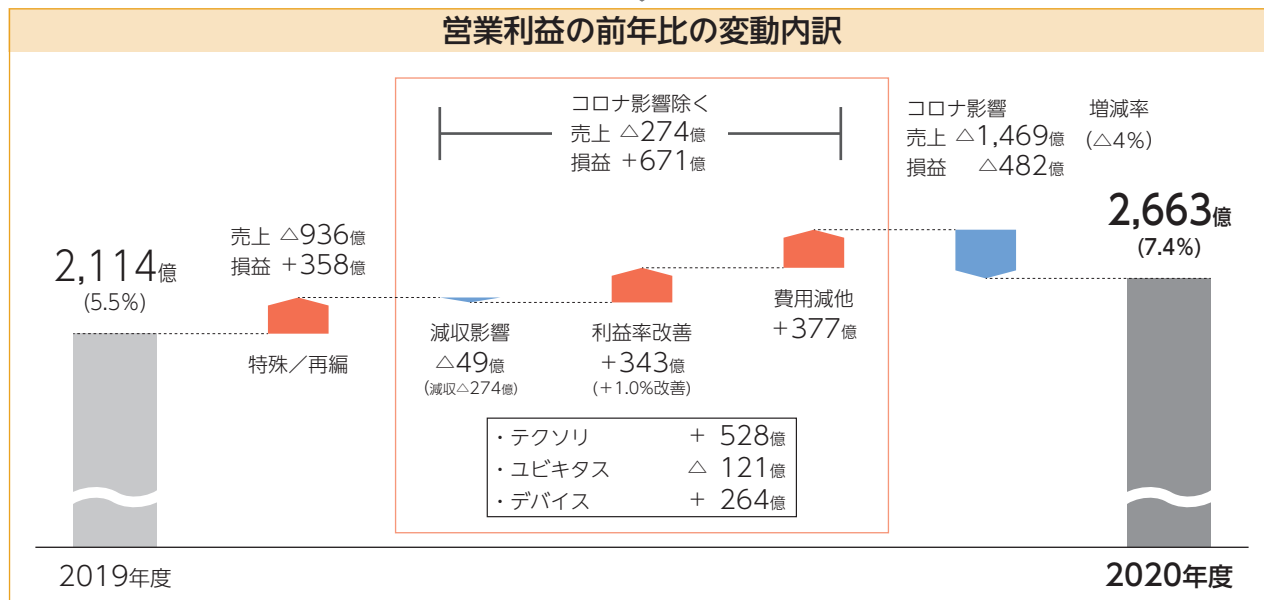 営業利益の前年比の変動内訳
コロナ影響除く
売上 △274億
損益 +671億
コロナ影響 増減率
売上 △1,469億 (△4%)
損益 △482億
2,663億
(7.4%)
売上 △936億
損益 +358億
2,114億
(5.5%)
特殊/再編
減収影響
△49億
(減収△274億)
利益率改善
+343億
(+1.0%改善)
費用減他
+377億
・テクソリ + 528億
・ユビキタス △ 121億
・デバイス + 264億
2019年度
2020年度